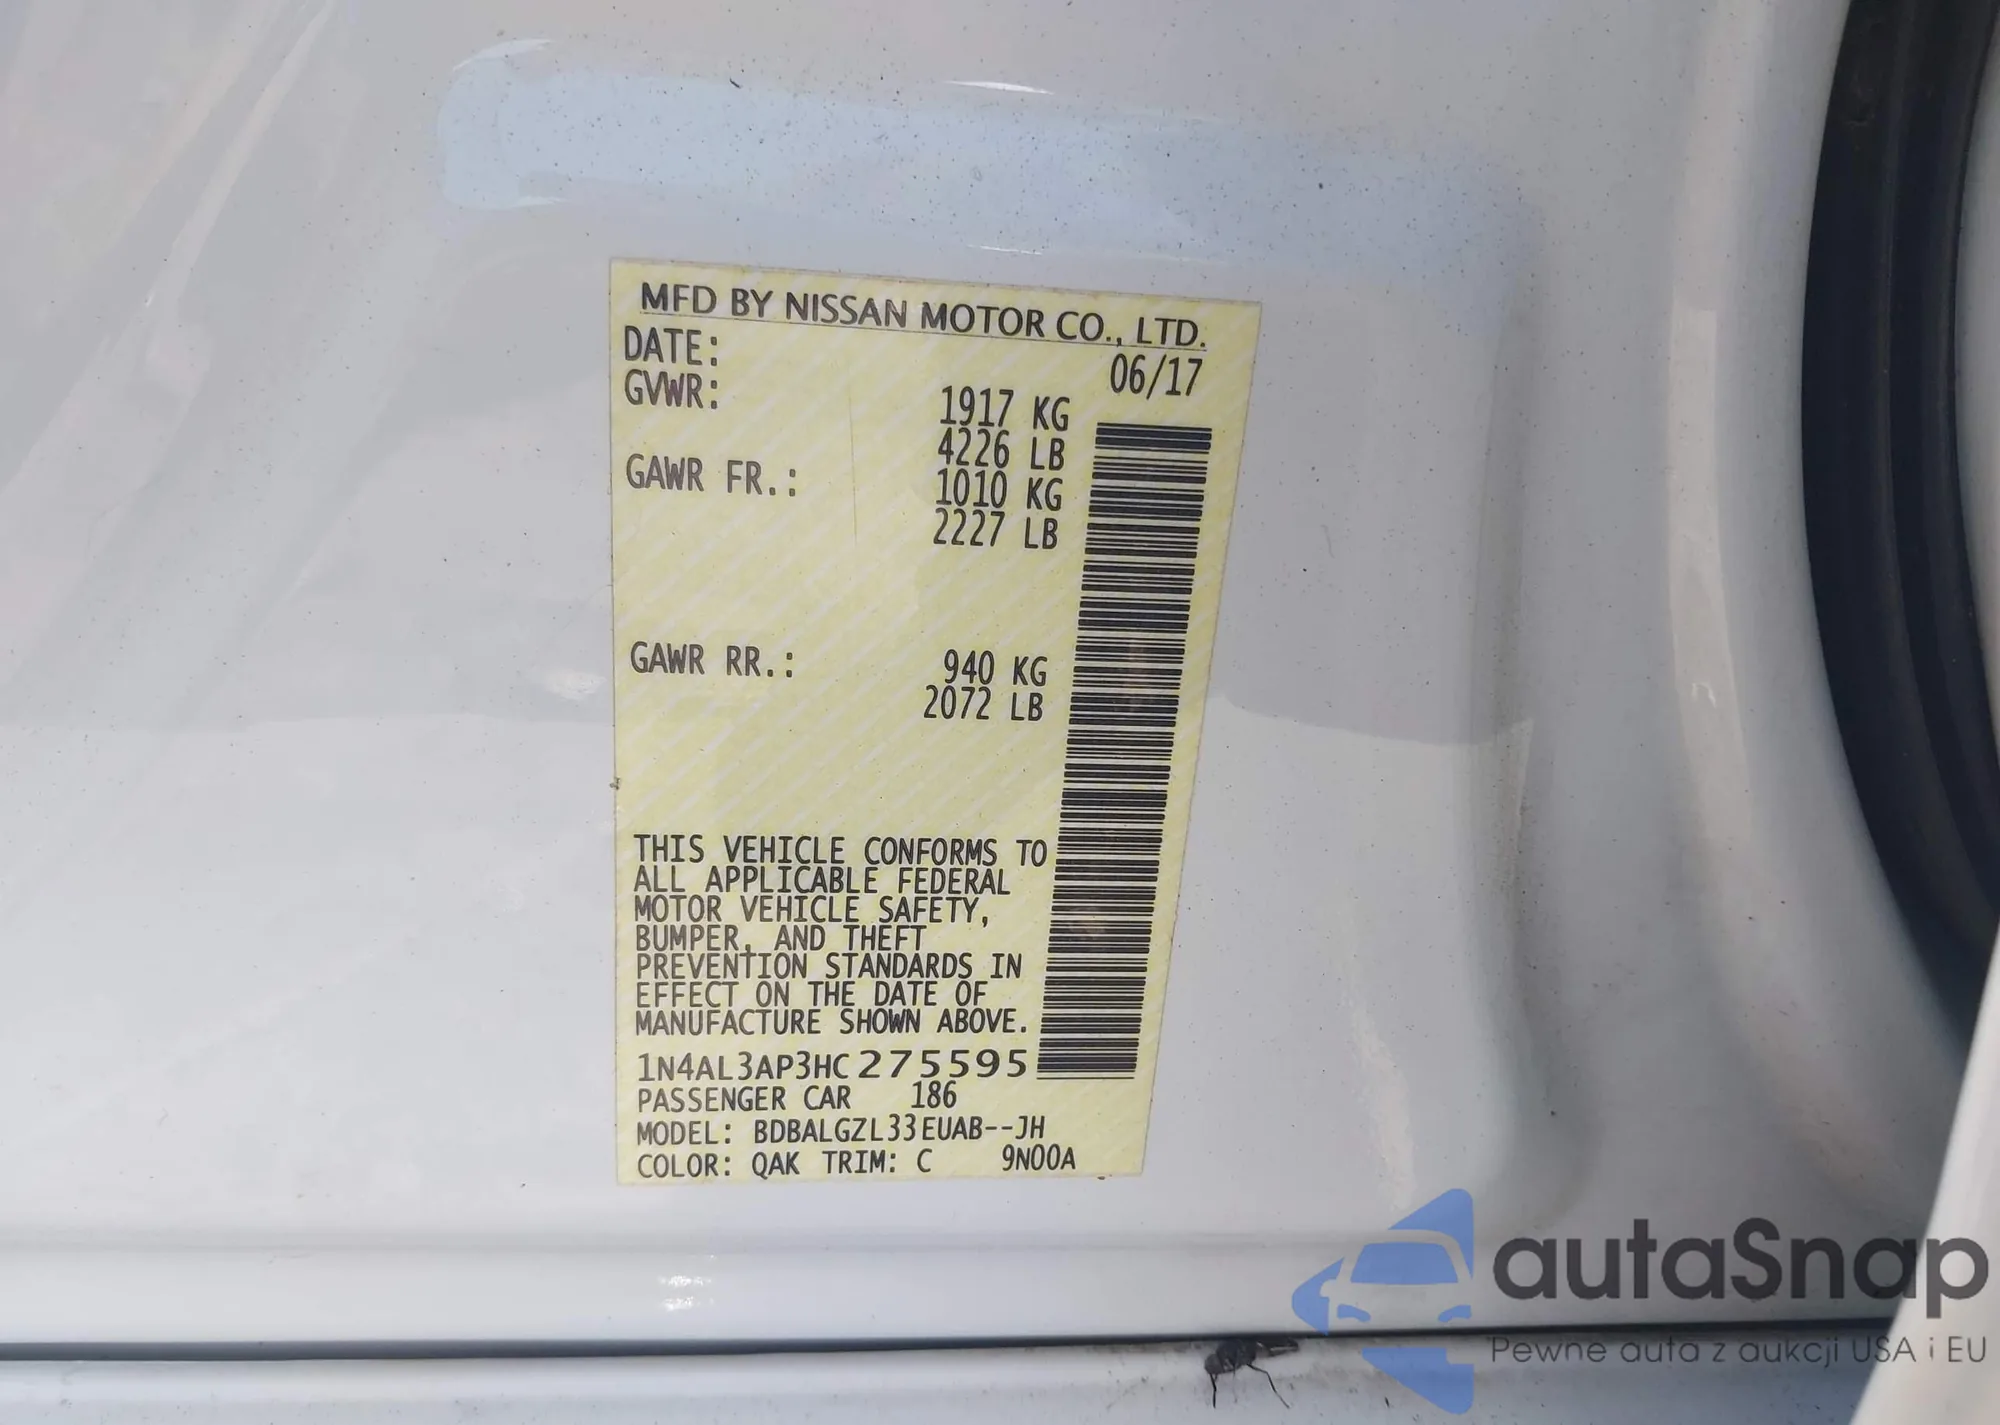 MFD BY NISSAN MOTOR CO., LTD.
DATE: 06/17
GVWR: 1917 KG
4226 LB
GAWR FR.: 1010 KG
2227 LB
GAWR RR.: 940 KG
2072 LB
THIS VEHICLE CONFORMS TO
ALL APPLICABLE FEDERAL
MOTOR VEHICLE SAFETY,
BUMPER, AND THEFT
PREVENTION STANDARDS IN
EFFECT ON THE DATE OF
MANUFACTURE SHOWN ABOVE.
1N4AL3AP3HC275595
PASSENGER CAR 186
MODEL: BDBALGZL33EUAB--JH
COLOR: QAK TRIM: C 9N00A
autaSnap
Pewne auta z aukcji USA i EU